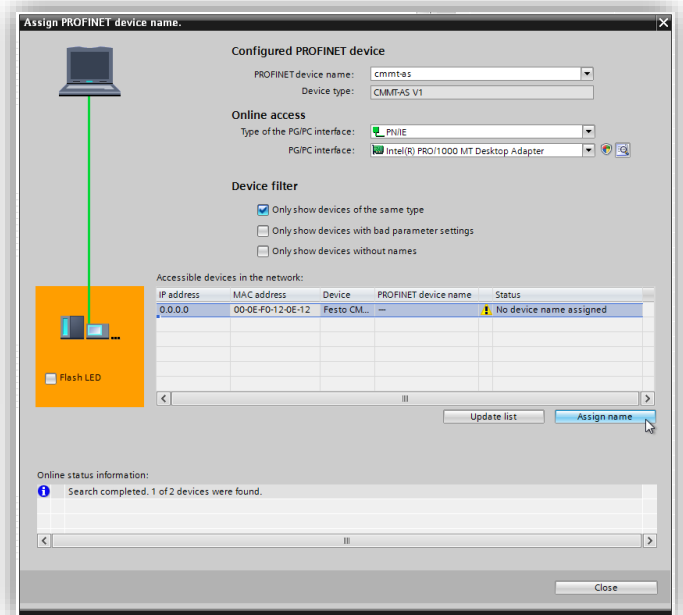 Assign PROFINET device name.
Configured PROFINET device
PROFINET device name: cmmt-as
Device type: CMMT-AS V1
Online access
Type of the PG/PC interface: PN/IE
PG/PC interface: Intel(R) PRO/1000 MT Desktop Adapter
Device filter
Only show devices of the same type
Only show devices with bad parameter settings
Only show devices without names
Accessible devices in the network:
IP address MAC address Device PROFINET device name Status
0.0.0.0 00-0E-F0-12-0E-12 Festo CM... — No device name assigned
Flash LED
Update list Assign name
Online status information:
Search completed. 1 of 2 devices were found.
Close